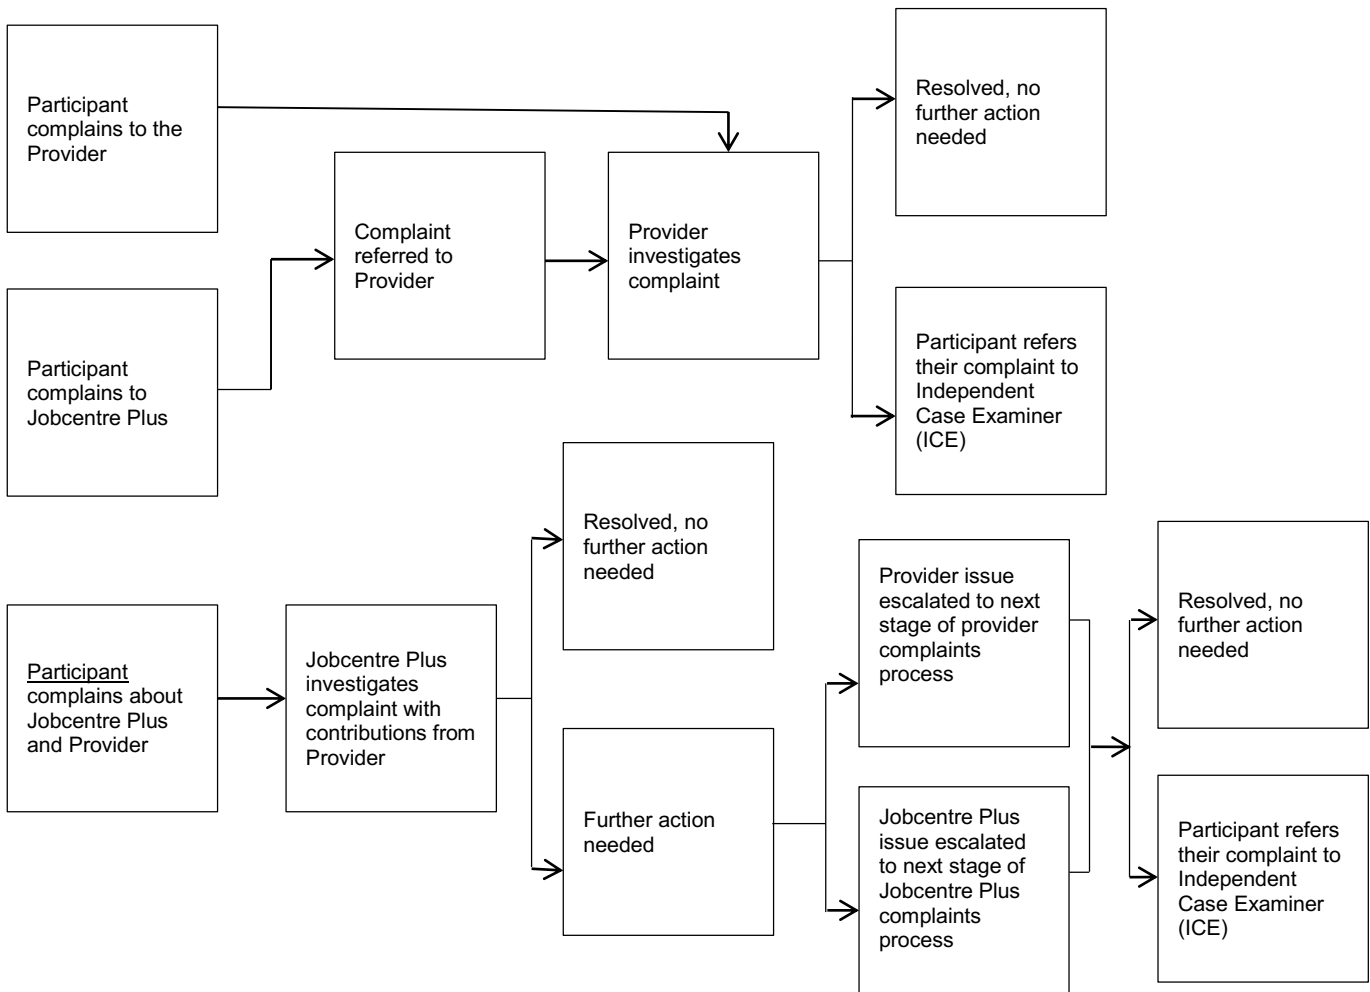 Participant
complains to the
Provider
Resolved, no
further action
needed
Complaint
referred to
Provider
Provider
investigates
complaint
Participant
complains to
Jobcentre Plus
Participant refers
their complaint to
Independent
Case Examiner
(ICE)
Resolved, no
further action
needed
Participant
complains about
Jobcentre Plus
and Provider
Jobcentre Plus
investigates
complaint with
contributions from
Provider
Further action
needed
Provider issue
escalated to next
stage of provider
complaints
process
Jobcentre Plus
issue escalated
to next stage of
Jobcentre Plus
complaints
process
Resolved, no
further action
needed
Participant refers
their complaint to
Independent
Case Examiner
(ICE)